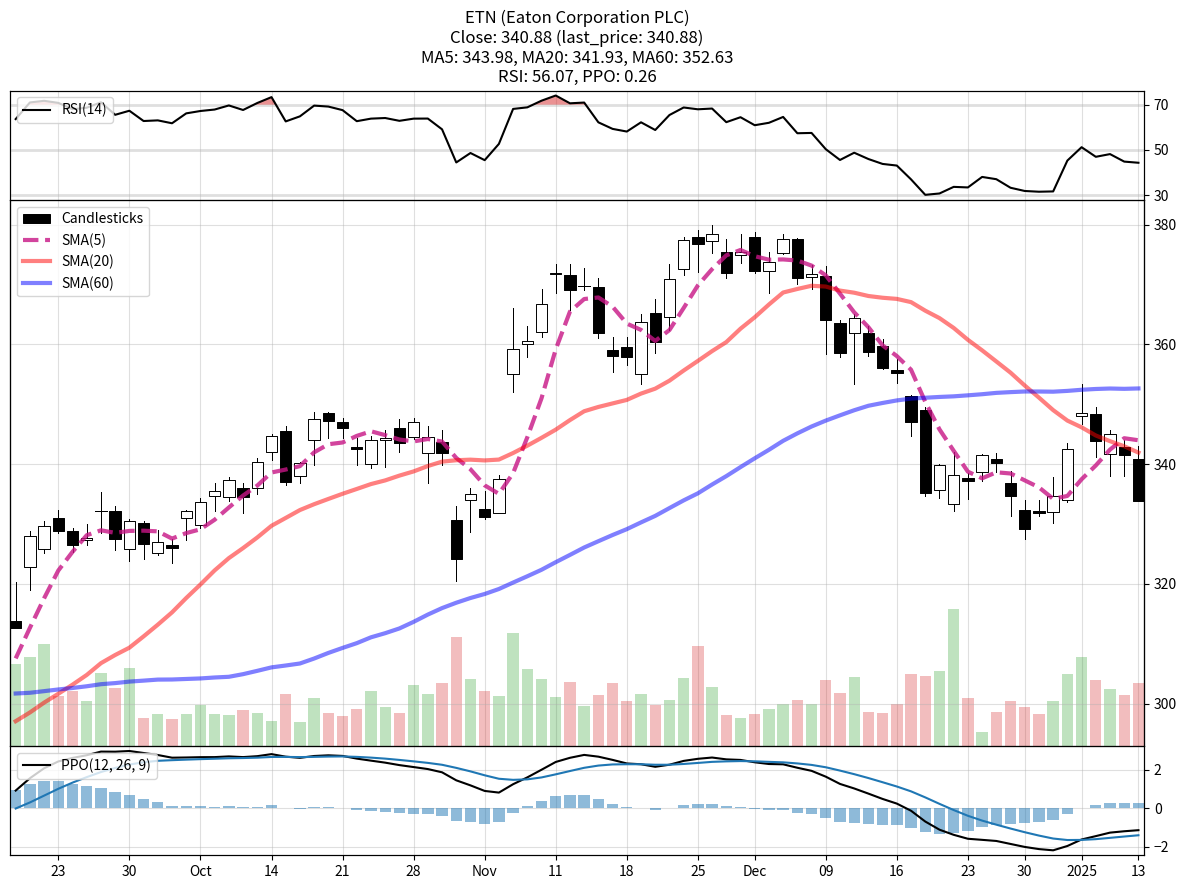 ETN (Eaton Corporation PLC)
Close: 340.88 (last_price: 340.88)
MA5: 343.98, MA20: 341.93, MA60: 352.63
RSI: 56.07, PPO: 0.26
RSI(14)
70
50
30
Candlesticks
SMA(5)
SMA(20)
SMA(60)
380
360
340
320
300
PPO(12, 26, 9)
2
0
−2
23 30 Oct 14 21 28 Nov 11 18 25 Dec 09 16 23 30 2025 13